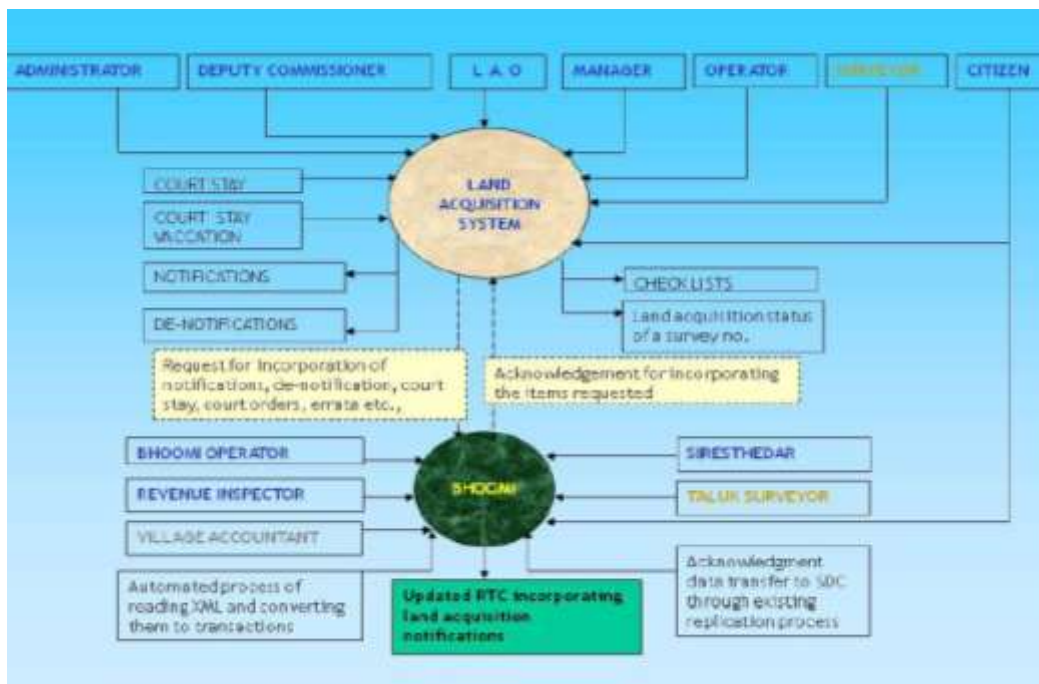 ADMINISTRATOR
DEPUTY COMMISSIONER
L A O
MANAGER
OPERATOR
SURVEYOR
CITIZEN
LAND
ACQUISITION
SYSTEM
COURT STAY
COURT STAY
VACCATION
NOTIFICATIONS
DE-NOTIFICATIONS
CHECKLISTS
Land acquisition status
of a survey no.
Request for Incorporation of
notifications, de-notification, court
stay, court orders, errata etc.,
Acknowledgement for incorporating
the items requested
BHOOMI OPERATOR
REVENUE INSPECTOR
VILLAGE ACCOUNTANT
BHOOMI
SIRESTHEDAR
TALUK SURVEYOR
Automated process of
reading XML and converting
them to transactions
Updated RTC incorporating
land acquisition
notifications
Acknowledgment
data transfer to SDC
through existing
replication process